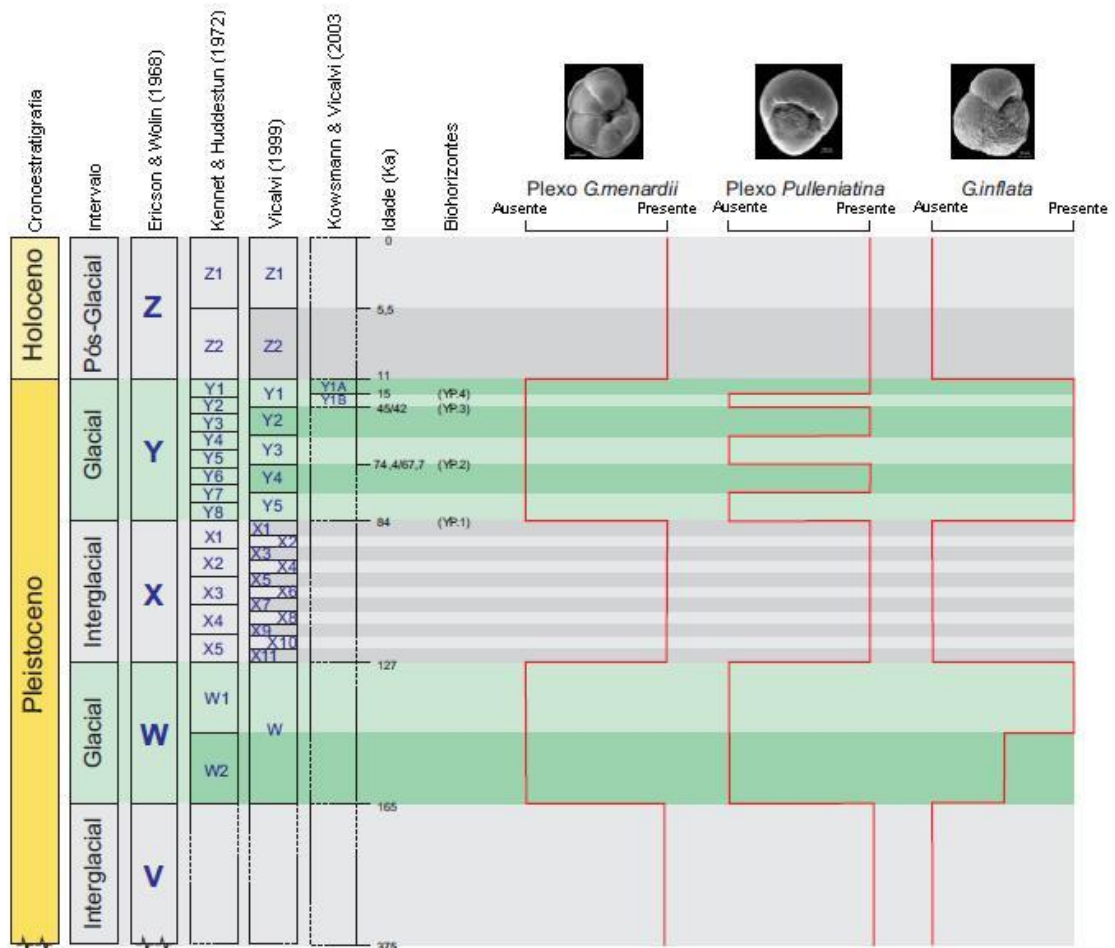 Cronoestratigrafia
Intervalo
Ericson & Wolin (1968)
Kennet & Huddestun (1972)
Vicalvi (1999)
Kowsmann & Vicalvi (2003
Idade (Ka)
Biohorizontes
Plexo G.menardii
Plexo Pulleniatina
G.inflata
Ausente
Presente
Ausente
Presente
Ausente
Presente
Holoceno
Pleistoceno
Pós-Glacial
Glacial
Interglacial
Glacial
Interglacial
Z
Y
X
W
V
Z1
Z2
Y1
Y2
Y3
Y4
Y5
Y6
Y7
Y8
X1
X2
X3
X4
X5
W1
W2
Z1
Z2
Y1
Y2
Y3
Y4
Y5
X1
X2
X3
X4
X5
X6
X7
X8
X9
X10
X11
W
Y1A
Y1B
0
5,5
11
15
45/42
74,4/67,7
84
127
165
(YP.4)
(YP.3)
(YP.2)
(YP.1)